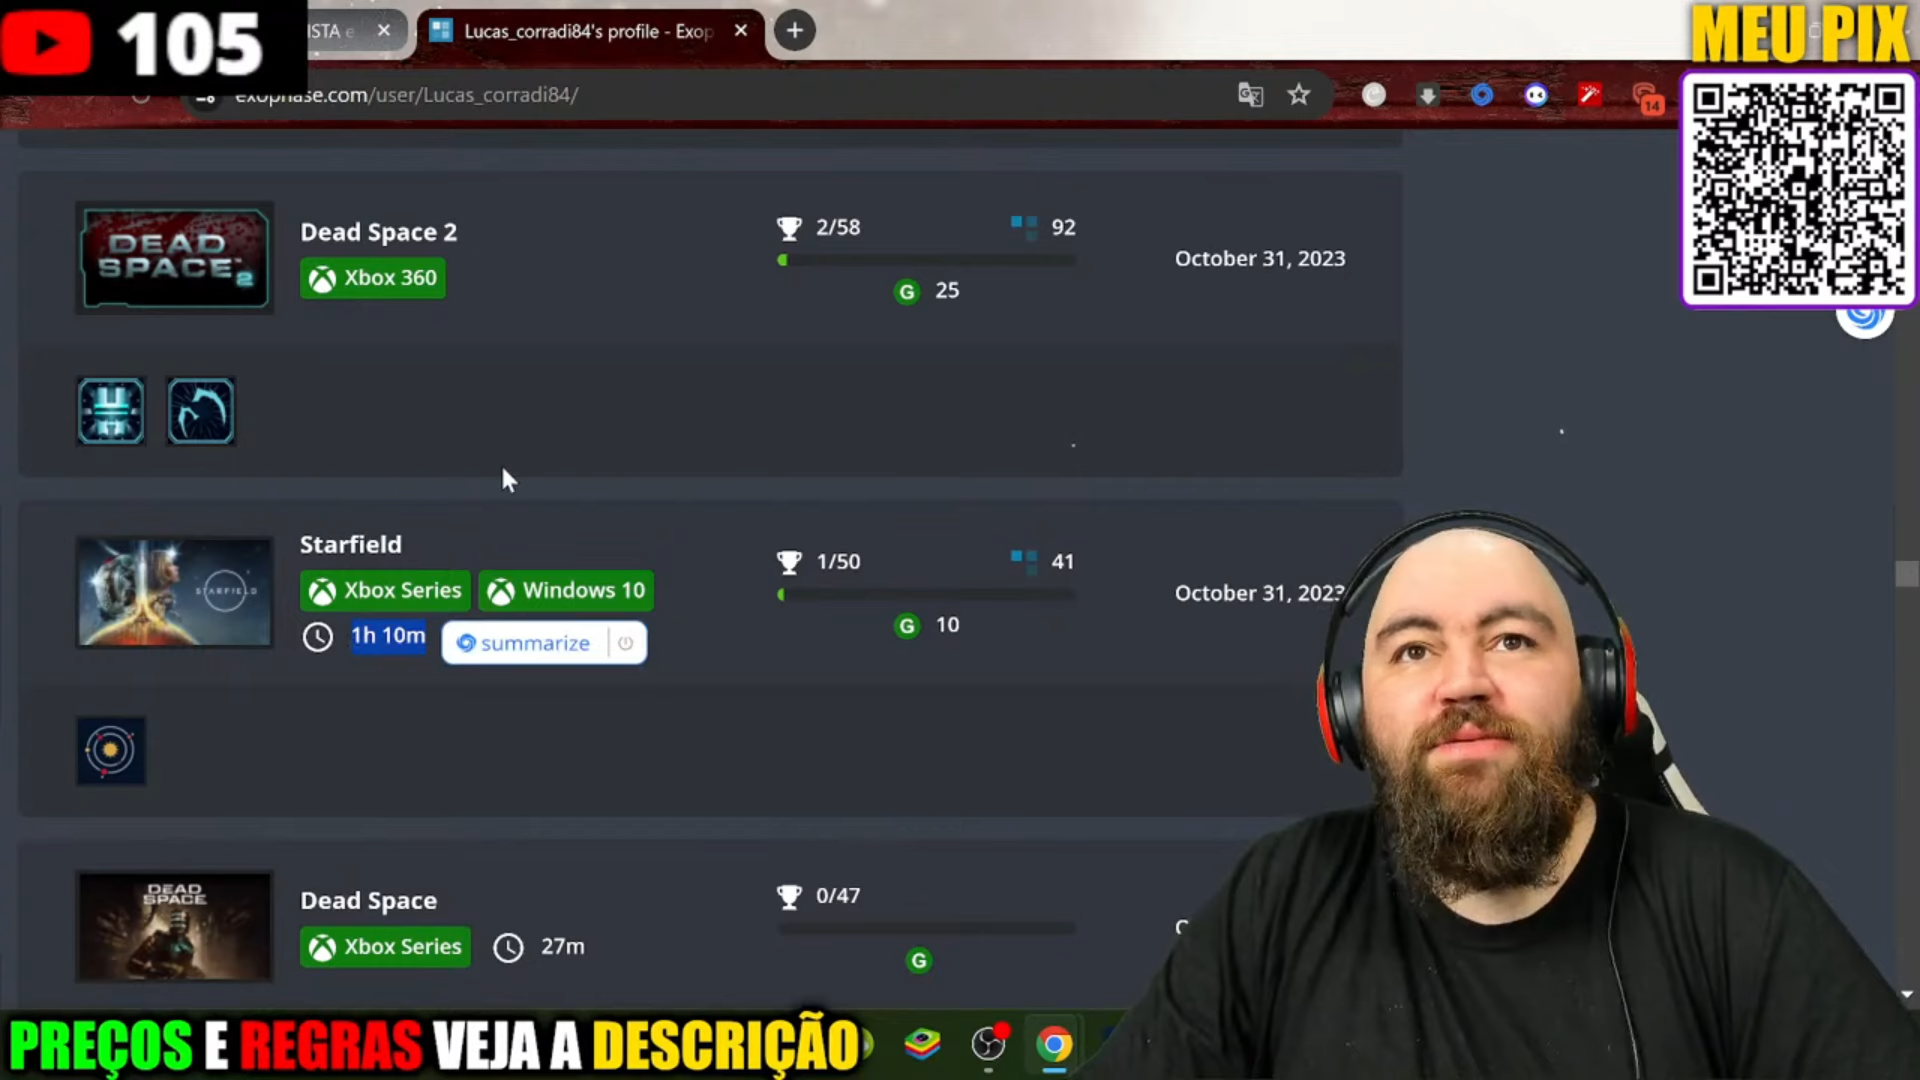 105
ISTA e
Lucas_corradi84's profile - Exop
MEU PIX
exophase.com/user/Lucas_corradi84/
14
DEAD SPACE 2
Dead Space 2
Xbox 360
2/58
92
25
October 31, 2023
STARFIELD
Starfield
Xbox Series
Windows 10
1h 10m
summarize
1/50
41
10
October 31, 2023
DEAD SPACE
Dead Space
Xbox Series
27m
0/47
G
PREÇOS E REGRAS VEJA A DESCRIÇÃO